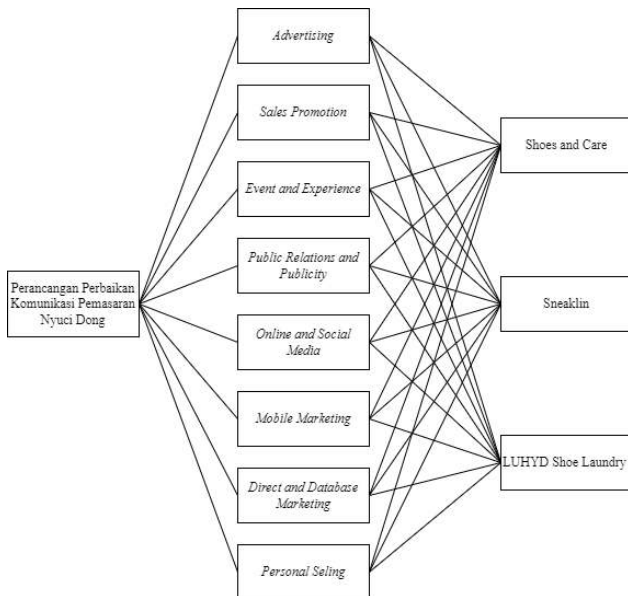 Advertising
Sales Promotion
Event and Experience
Public Relations and
Publicity
Online and Social
Media
Mobile Marketing
Direct and Database
Marketing
Personal Seling
Perancangan Perbaikan
Komunikasi Pemasaran
Nyuci Dong
Shoes and Care
Sneaklin
LUHYD Shoe Laundry